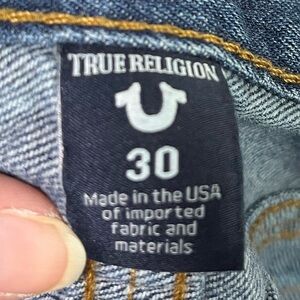 TRUE RELIGION
30
Made in the USA
of imported
fabric and
materials